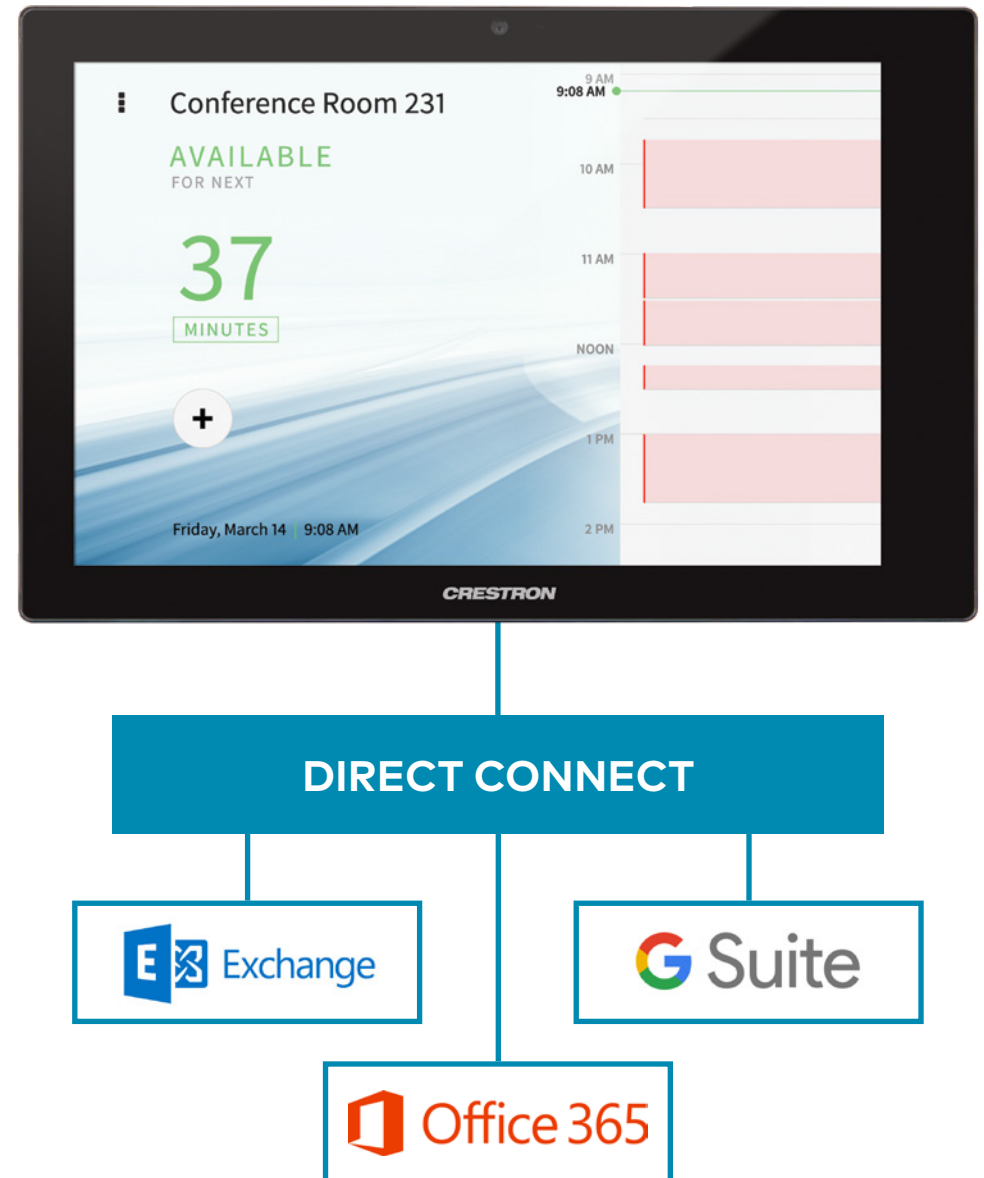 Conference Room 231
AVAILABLE
FOR NEXT
37
MINUTES
+
Friday, March 14 | 9:08 AM
9 AM
9:08 AM
10 AM
11 AM
NOON
1 PM
2 PM
CRESTRON
DIRECT CONNECT
E Exchange
G Suite
Office 365